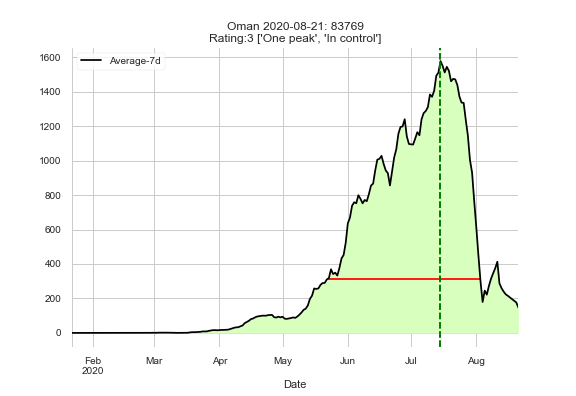 Oman 2020-08-21: 83769
Rating:3 ['One peak', 'In control']
Average-7d
1600
1400
1200
1000
800
600
400
200
0
Feb
2020
Mar
Apr
May
Jun
Jul
Aug
Date